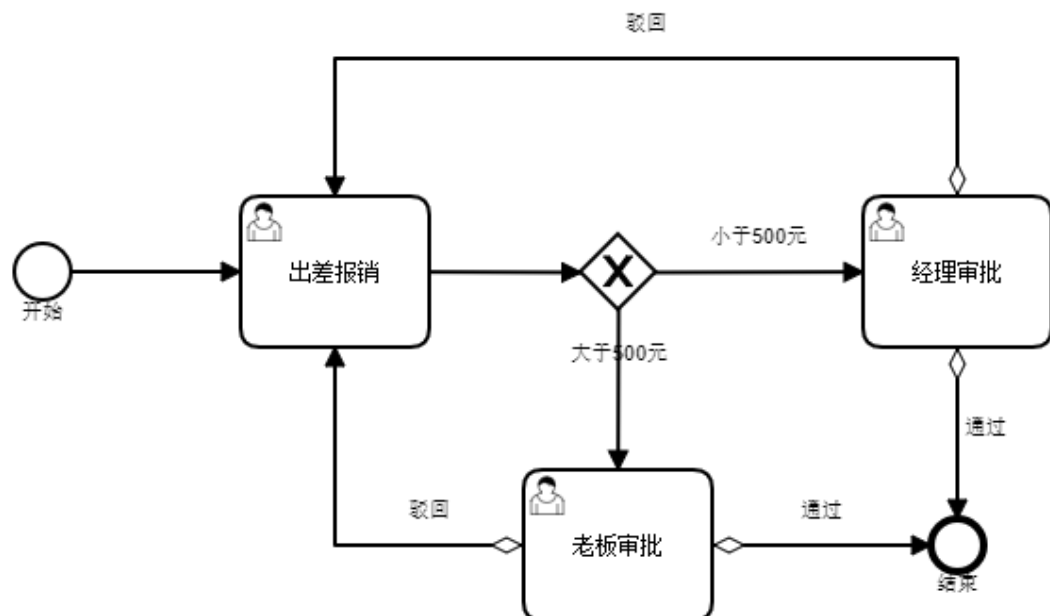 驳回
小于500元
出差报销
经理审批
开始
大于500元
通过
驳回
通过
老板审批
结束